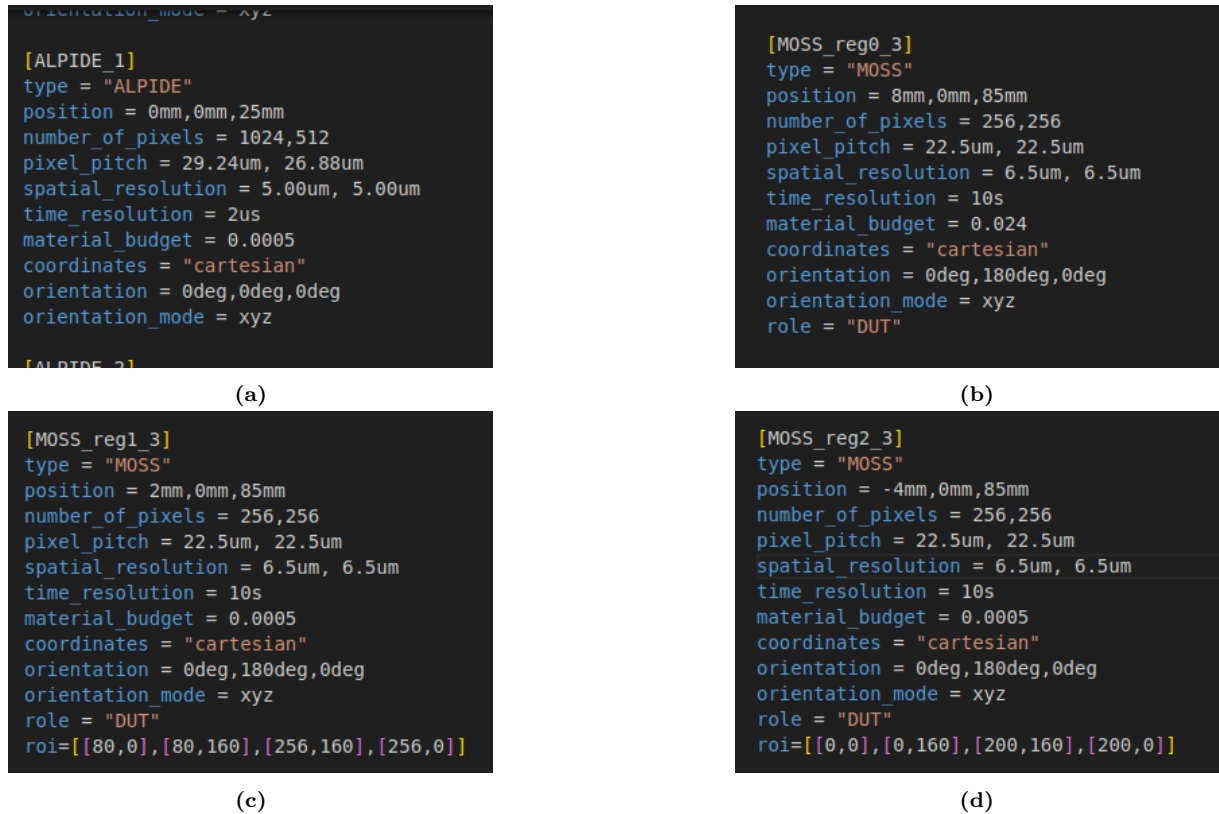 orientation_mode = xyz
[ALPIDE_1]
type = "ALPIDE"
position = 0mm,0mm,25mm
number_of_pixels = 1024,512
pixel_pitch = 29.24um, 26.88um
spatial_resolution = 5.00um, 5.00um
time_resolution = 2us
material_budget = 0.0005
coordinates = "cartesian"
orientation = 0deg,0deg,0deg
orientation_mode = xyz
[ALPIDE_2]
(a)
[MOSS_reg0_3]
type = "MOSS"
position = 8mm,0mm,85mm
number_of_pixels = 256,256
pixel_pitch = 22.5um, 22.5um
spatial_resolution = 6.5um, 6.5um
time_resolution = 10s
material_budget = 0.024
coordinates = "cartesian"
orientation = 0deg,180deg,0deg
orientation_mode = xyz
role = "DUT"
(b)
[MOSS_reg1_3]
type = "MOSS"
position = 2mm,0mm,85mm
number_of_pixels = 256,256
pixel_pitch = 22.5um, 22.5um
spatial_resolution = 6.5um, 6.5um
time_resolution = 10s
material_budget = 0.0005
coordinates = "cartesian"
orientation = 0deg,180deg,0deg
orientation_mode = xyz
role = "DUT"
roi=[[80,0],[80,160],[256,160],[256,0]]
(c)
[MOSS_reg2_3]
type = "MOSS"
position = -4mm,0mm,85mm
number_of_pixels = 256,256
pixel_pitch = 22.5um, 22.5um
spatial_resolution = 6.5um, 6.5um
time_resolution = 10s
material_budget = 0.0005
coordinates = "cartesian"
orientation = 0deg,180deg,0deg
orientation_mode = xyz
role = "DUT"
roi=[[0,0],[0,160],[200,160],[200,0]]
(d)